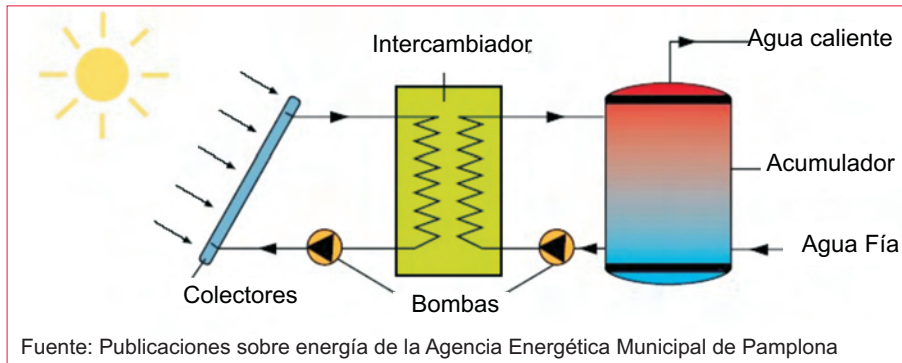 Intercambiador
Agua caliente
Acumulador
Agua Fía
Colectores
Bombas
Fuente: Publicaciones sobre energía de la Agencia Energética Municipal de Pamplona